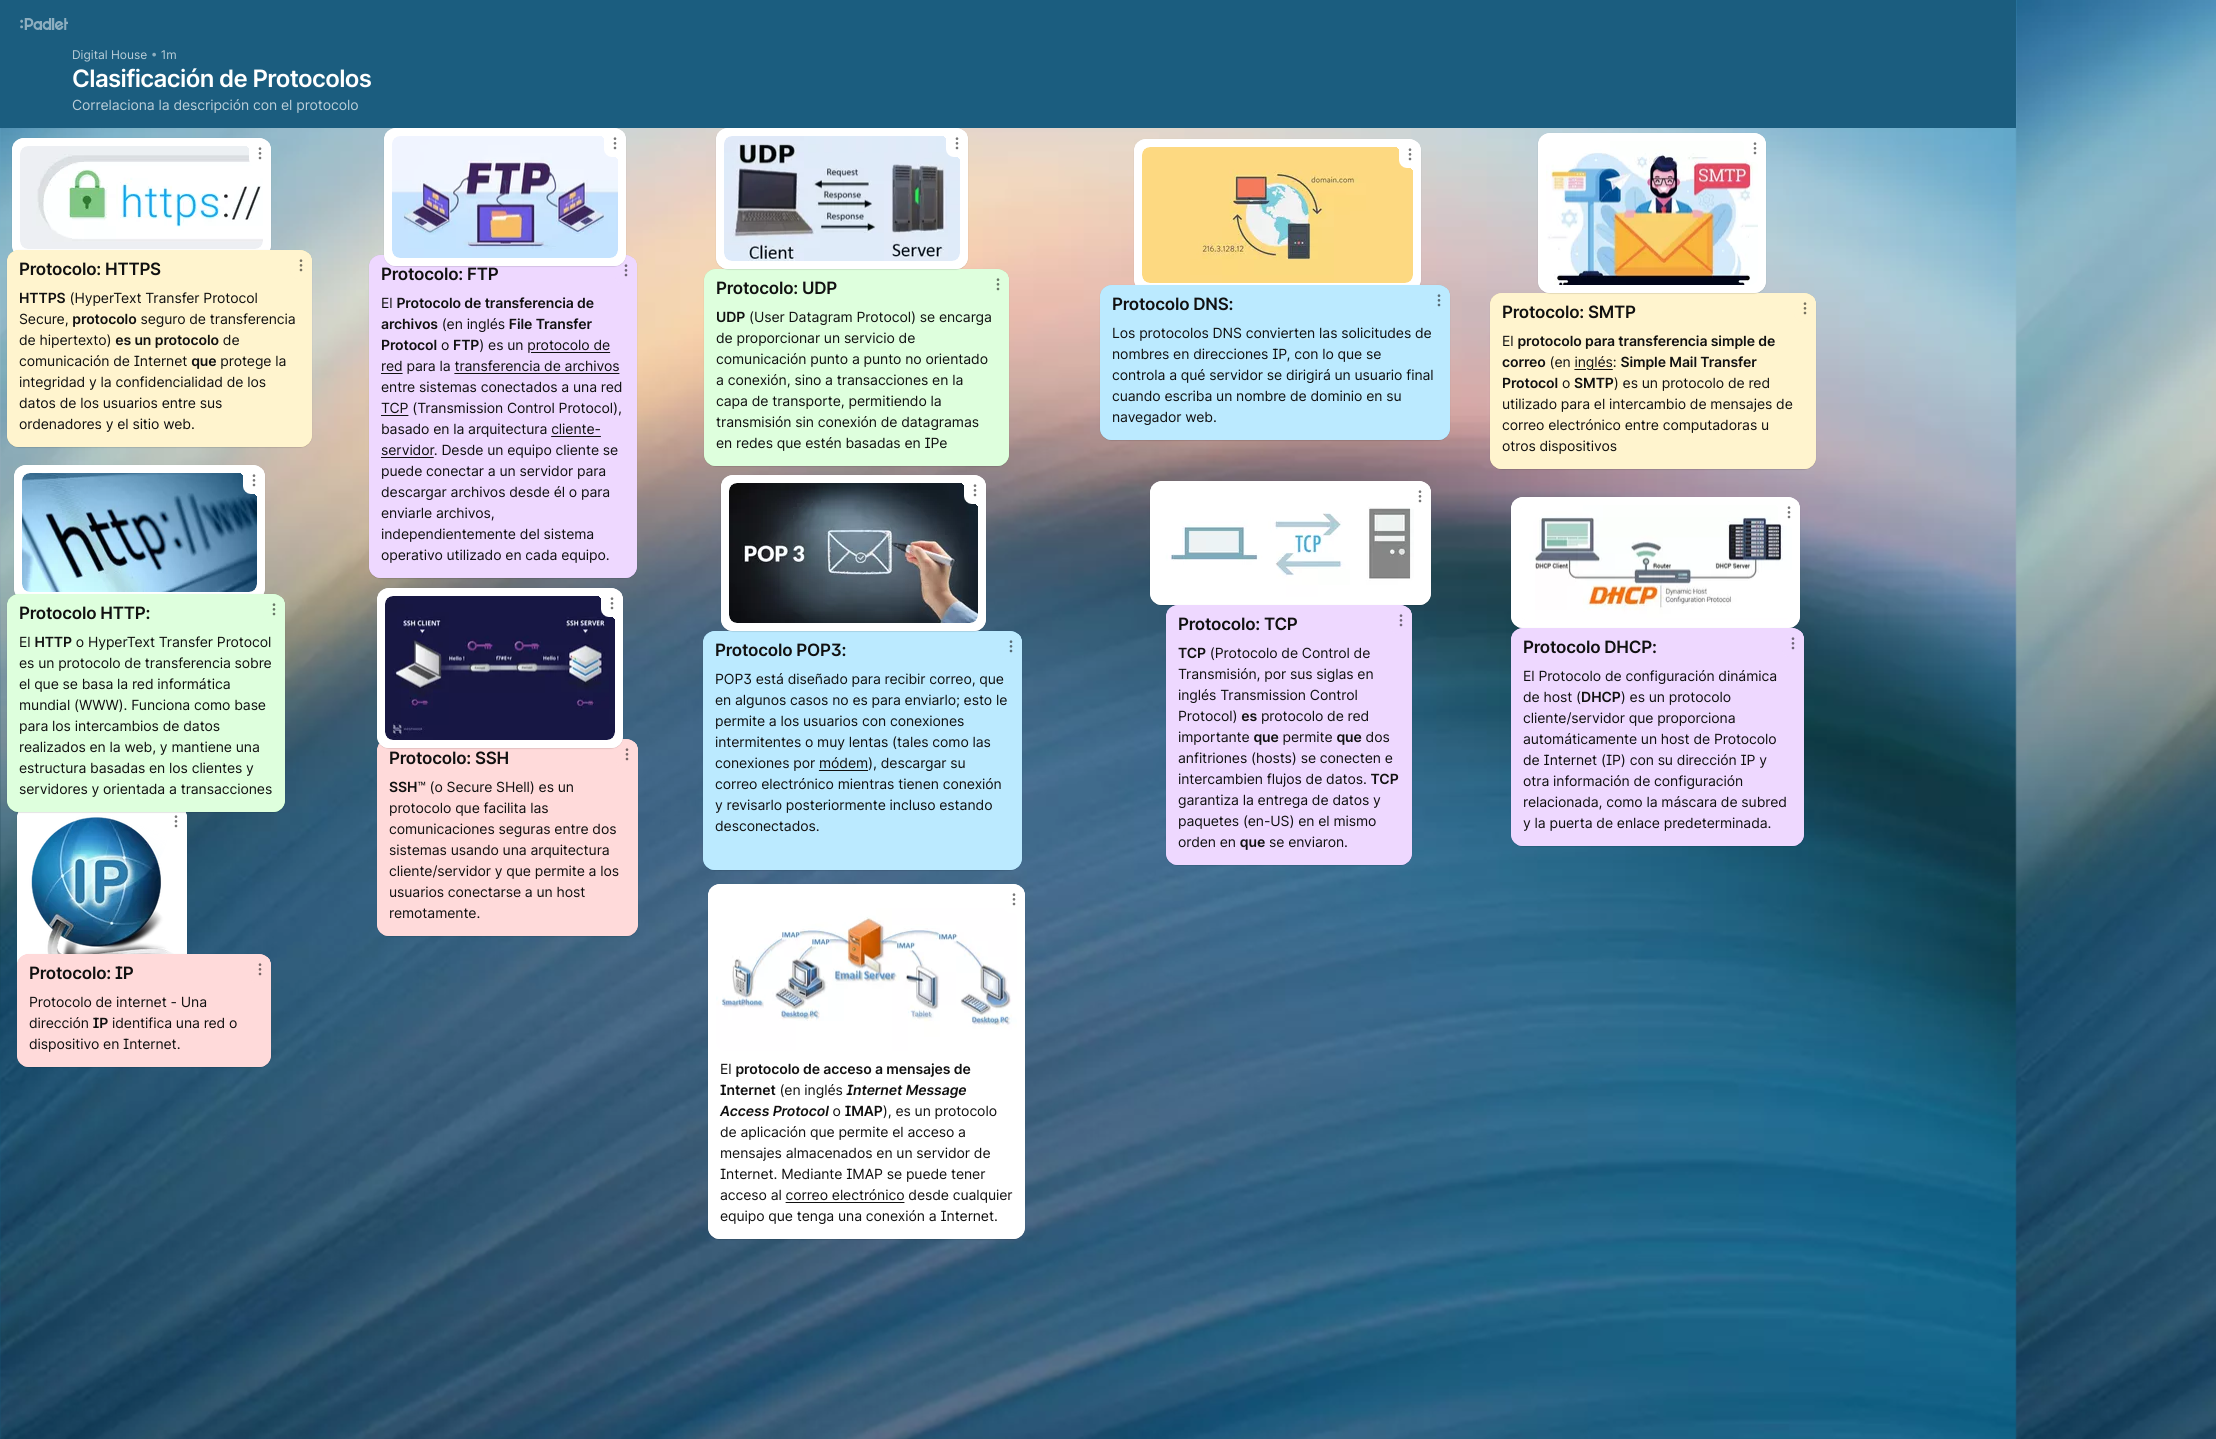 :Padlet
Digital House • 1m
Clasificación de Protocolos
Correlaciona la descripción con el protocolo
https://
Protocolo: HTTPS
HTTPS (HyperText Transfer Protocol
Secure, protocolo seguro de transferencia
de hipertexto) es un protocolo de
comunicación de Internet que protege la
integridad y la confidencialidad de los
datos de los usuarios entre sus
ordenadores y el sitio web.
http://ww
Protocolo HTTP:
El HTTP o HyperText Transfer Protocol
es un protocolo de transferencia sobre
el que se basa la red informática
mundial (WWW). Funciona como base
para los intercambios de datos
realizados en la web, y mantiene una
estructura basadas en los clientes y
servidores y orientada a transacciones
IP
Protocolo: IP
Protocolo de internet - Una
dirección IP identifica una red o
dispositivo en Internet.
FTP
Protocolo: FTP
El Protocolo de transferencia de
archivos (en inglés File Transfer
Protocol o FTP) es un protocolo de
red para la transferencia de archivos
entre sistemas conectados a una red
TCP (Transmission Control Protocol),
basado en la arquitectura cliente-
servidor. Desde un equipo cliente se
puede conectar a un servidor para
descargar archivos desde él o para
enviarle archivos,
independientemente del sistema
operativo utilizado en cada equipo.
SSH CLIENT
SSH SERVER
Hello !
Hello !
Protocolo: SSH
SSH™ (o Secure SHell) es un
protocolo que facilita las
comunicaciones seguras entre dos
sistemas usando una arquitectura
cliente/servidor y que permite a los
usuarios conectarse a un host
remotamente.
UDP
Request
Response
Response
Client
Server
Protocolo: UDP
UDP (User Datagram Protocol) se encarga
de proporcionar un servicio de
comunicación punto a punto no orientado
a conexión, sino a transacciones en la
capa de transporte, permitiendo la
transmisión sin conexión de datagramas
en redes que estén basadas en IPe
POP 3
Protocolo POP3:
POP3 está diseñado para recibir correo, que
en algunos casos no es para enviarlo; esto le
permite a los usuarios con conexiones
intermitentes o muy lentas (tales como las
conexiones por módem), descargar su
correo electrónico mientras tienen conexión
y revisarlo posteriormente incluso estando
desconectados.
IMAP
IMAP
IMAP
IMAP
Email Server
SmartPhone
Desktop PC
Tablet
Desktop PC
El protocolo de acceso a mensajes de
Internet (en inglés Internet Message
Access Protocol o IMAP), es un protocolo
de aplicación que permite el acceso a
mensajes almacenados en un servidor de
Internet. Mediante IMAP se puede tener
acceso al correo electrónico desde cualquier
equipo que tenga una conexión a Internet.
domain.com
216.3.128.12
Protocolo DNS:
Los protocolos DNS convierten las solicitudes de
nombres en direcciones IP, con lo que se
controla a qué servidor se dirigirá un usuario final
cuando escriba un nombre de dominio en su
navegador web.
TCP
Protocolo: TCP
TCP (Protocolo de Control de
Transmisión, por sus siglas en
inglés Transmission Control
Protocol) es protocolo de red
importante que permite que dos
anfitriones (hosts) se conecten e
intercambien flujos de datos. TCP
garantiza la entrega de datos y
paquetes (en-US) en el mismo
orden en que se enviaron.
SMTP
Protocolo: SMTP
El protocolo para transferencia simple de
correo (en inglés: Simple Mail Transfer
Protocol o SMTP) es un protocolo de red
utilizado para el intercambio de mensajes de
correo electrónico entre computadoras u
otros dispositivos
DHCP Client
Router
DHCP Server
DHCP
Dynamic Host
Configuration Protocol
Protocolo DHCP:
El Protocolo de configuración dinámica
de host (DHCP) es un protocolo
cliente/servidor que proporciona
automáticamente un host de Protocolo
de Internet (IP) con su dirección IP y
otra información de configuración
relacionada, como la máscara de subred
y la puerta de enlace predeterminada.